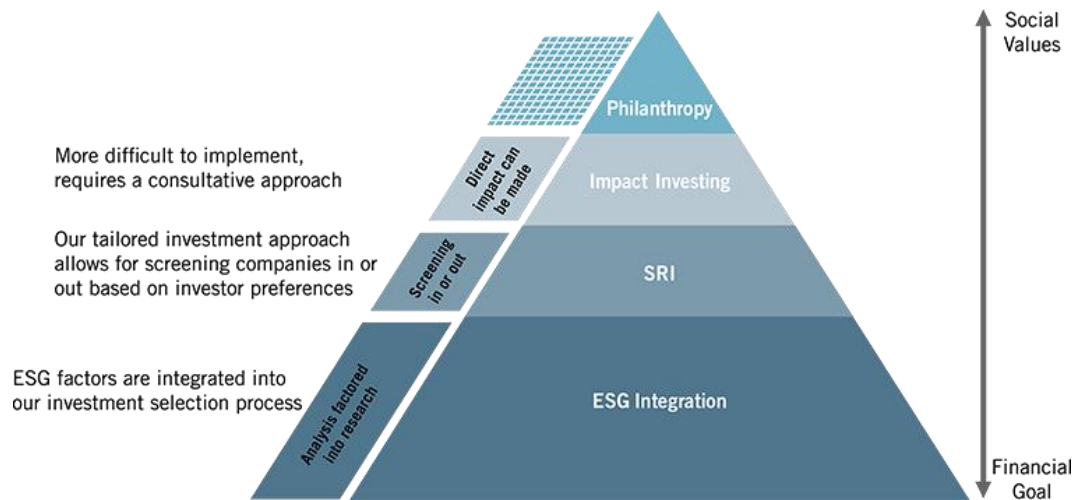 Social
Values
Philanthropy
More difficult to implement,
requires a consultative approach
Direct
impact can
be made
Impact Investing
Our tailored investment approach
allows for screening companies in or
out based on investor preferences
Screening
in or out
SRI
ESG factors are integrated into
our investment selection process
Analysis factored
into research
ESG Integration
Financial
Goal